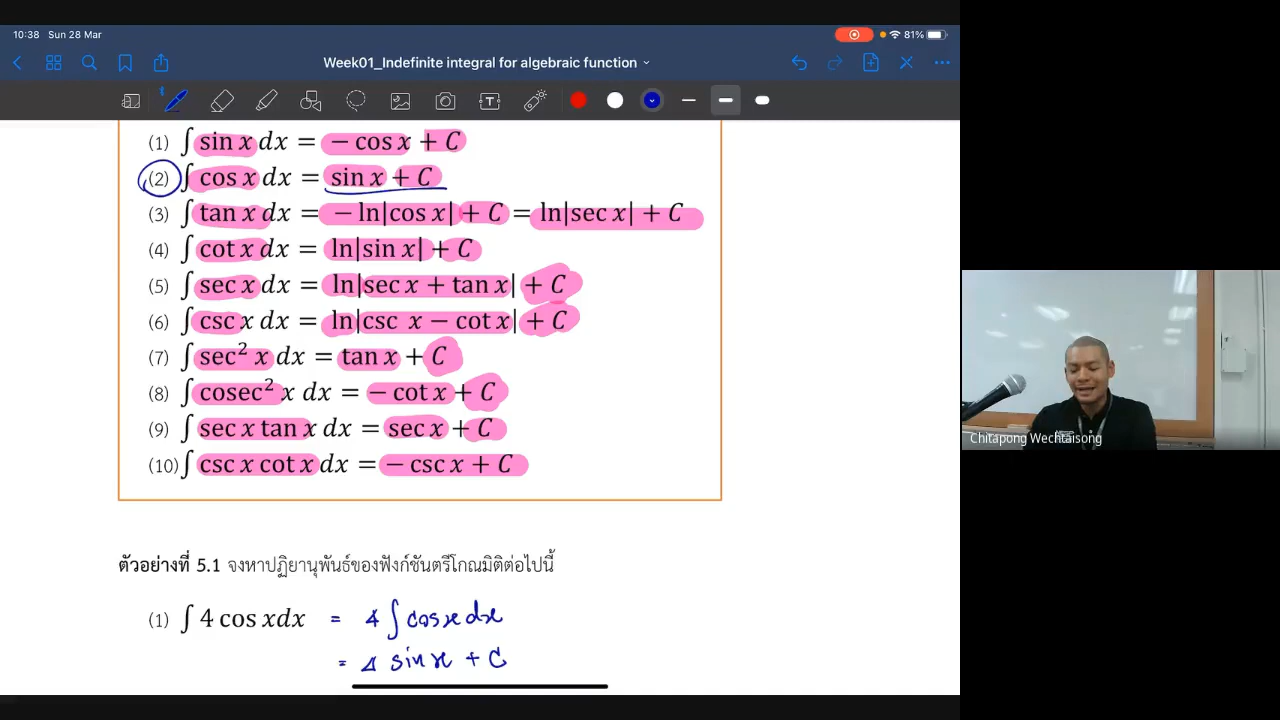 10:38 Sun 28 Mar 81%
Week01_Indefinite integral for algebraic function
(1) ∫ sin x dx = − cos x + C
(2) ∫ cos x dx = sin x + C
(3) ∫ tan x dx = − ln|cos x| + C = ln|sec x| + C
(4) ∫ cot x dx = ln|sin x| + C
(5) ∫ sec x dx = ln|sec x + tan x| + C
(6) ∫ csc x dx = ln|csc x − cot x| + C
(7) ∫ sec² x dx = tan x + C
(8) ∫ cosec² x dx = − cot x + C
(9) ∫ sec x tan x dx = sec x + C
(10) ∫ csc x cot x dx = − csc x + C
ตัวอย่างที่ 5.1 จงหาปฏิยานุพันธ์ของฟังก์ชันตรีโกณมิติต่อไปนี้
(1) ∫ 4 cos xdx = 4 ∫ cos x dx
= 4 sin x + C
Chitapong Wechtaisong